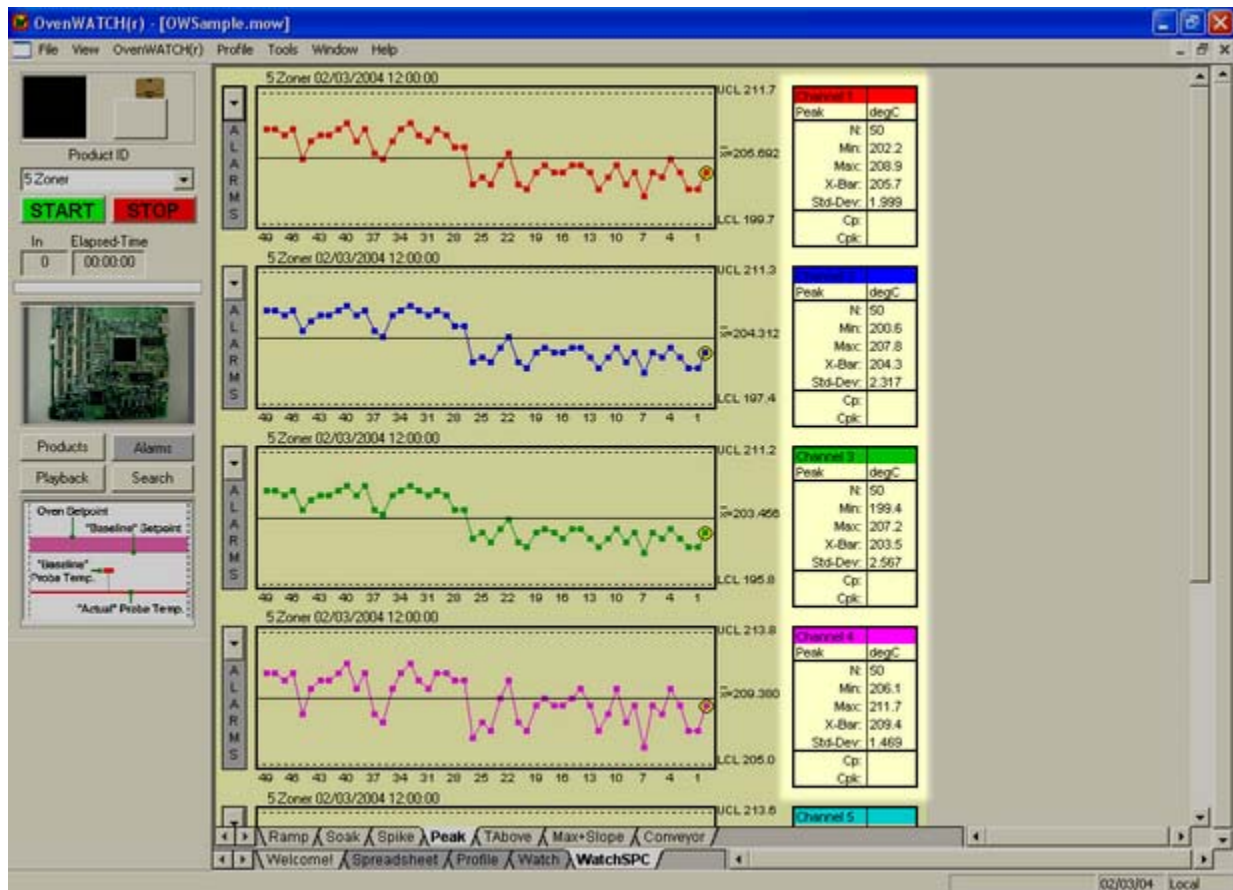 OvenWATCH(r) - [OWSample.mow]
File View OvenWATCH(r) Profile Tools Window Help
Product ID
5 Zoner
START STOP
In Elapsed-Time
0 00:00:00
Products Alarms
Playback Search
Oven Setpoint
"Baseline" Setpoint
"Baseline"
Probe Temp.
"Actual" Probe Temp.
5 Zoner 02/03/2004 12:00:00
ALARMS
UCL 211.7
x=205.692
LCL 199.7
49 46 43 40 37 34 31 28 25 22 19 16 13 10 7 4 1
Channel 1
Peak degC
N: 50
Min: 202.2
Max: 208.9
X-Bar: 205.7
Std-Dev: 1.999
Cp:
Cpk:
5 Zoner 02/03/2004 12:00:00
ALARMS
UCL 211.3
x=204.312
LCL 197.4
49 46 43 40 37 34 31 28 25 22 19 16 13 10 7 4 1
Channel 2
Peak degC
N: 50
Min: 200.6
Max: 207.8
X-Bar: 204.3
Std-Dev: 2.317
Cp:
Cpk:
5 Zoner 02/03/2004 12:00:00
ALARMS
UCL 211.2
x=203.466
LCL 195.8
49 46 43 40 37 34 31 28 25 22 19 16 13 10 7 4 1
Channel 3
Peak degC
N: 50
Min: 199.4
Max: 207.2
X-Bar: 203.5
Std-Dev: 2.567
Cp:
Cpk:
5 Zoner 02/03/2004 12:00:00
ALARMS
UCL 213.8
x=209.380
LCL 205.0
49 46 43 40 37 34 31 28 25 22 19 16 13 10 7 4 1
Channel 4
Peak degC
N: 50
Min: 206.1
Max: 211.7
X-Bar: 209.4
Std-Dev: 1.469
Cp:
Cpk:
5 Zoner 02/03/2004 12:00:00
UCL 213.6
Channel 5
Ramp Soak Spike Peak TAbove Max+Slope Conveyor
Welcome! Spreadsheet Profile Watch WatchSPC
02/03/04 Local